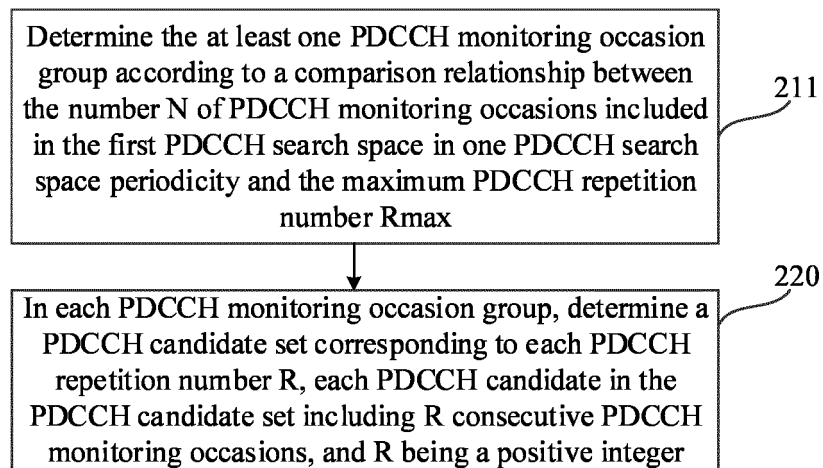 Determine the at least one PDCCH monitoring occasion
group according to a comparison relationship between
the number N of PDCCH monitoring occasions included
in the first PDCCH search space in one PDCCH search
space periodicity and the maximum PDCCH repetition
number Rmax
211
In each PDCCH monitoring occasion group, determine a
PDCCH candidate set corresponding to each PDCCH
repetition number R, each PDCCH candidate in the
PDCCH candidate set including R consecutive PDCCH
monitoring occasions, and R being a positive integer
220